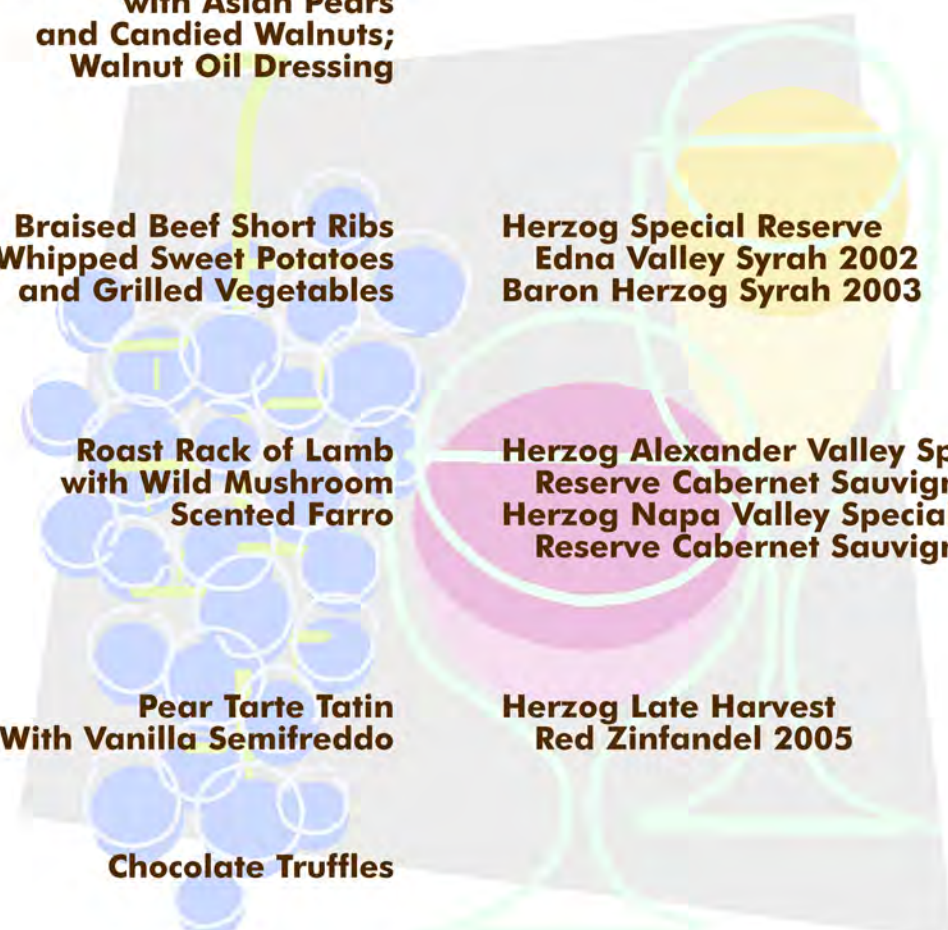 with Asian Pears
and Candied Walnuts;
Walnut Oil Dressing
Braised Beef Short Ribs
Whipped Sweet Potatoes
and Grilled Vegetables
Herzog Special Reserve
Edna Valley Syrah 2002
Baron Herzog Syrah 2003
Roast Rack of Lamb
with Wild Mushroom
Scented Farro
Herzog Alexander Valley
Reserve Cabernet
Herzog Napa Valley
Reserve Cabernet
Pear Tarte Tatin
With Vanilla Semifreddo
Herzog Late Harvest
Red Zinfandel 2005
Chocolate Truffles